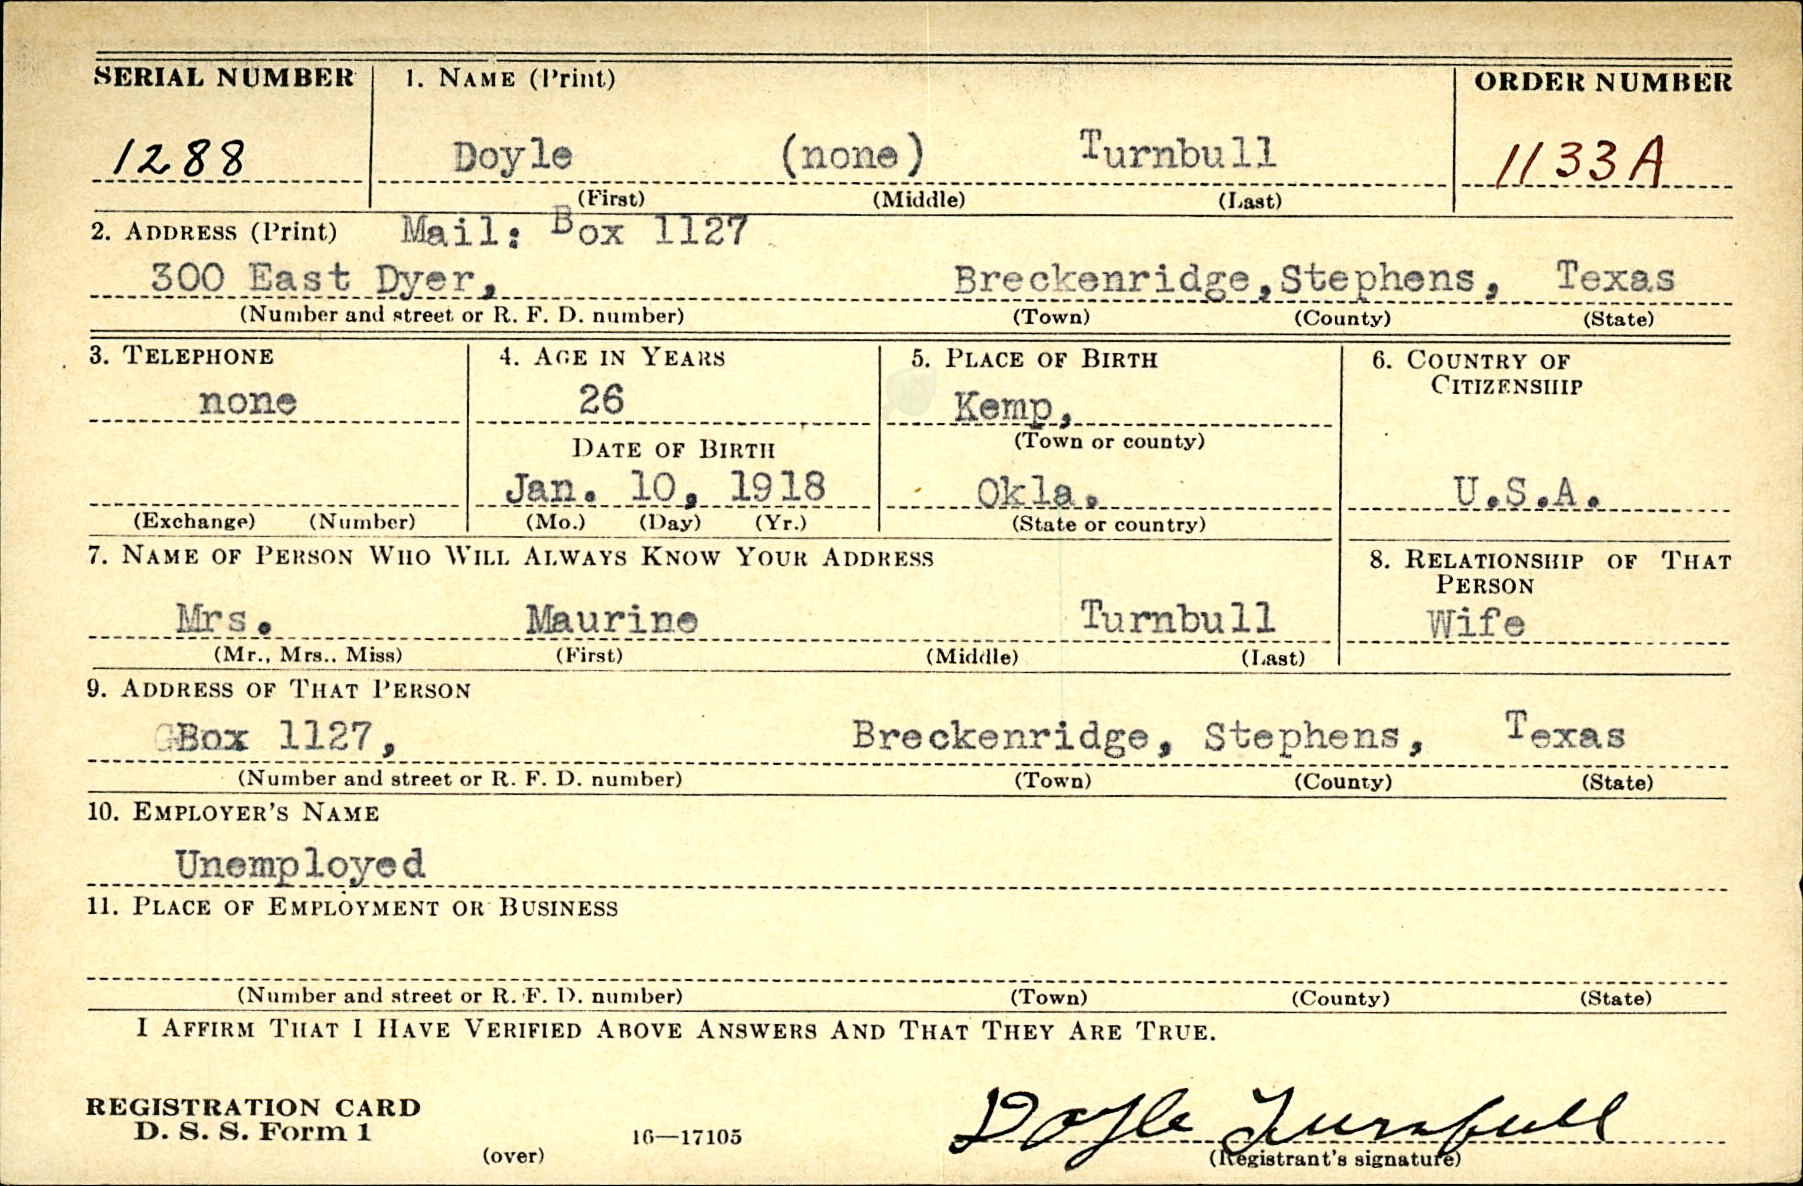 SERIAL NUMBER 1. NAME (Print) ORDER NUMBER
1288 Doyle (none) Turnbull 1133A
(First) (Middle) (Last)
2. ADDRESS (Print) Mail: Box 1127
300 East Dyer, Breckenridge, Stephens, Texas
(Number and street or R. F. D. number) (Town) (County) (State)
3. TELEPHONE 4. AGE IN YEARS 5. PLACE OF BIRTH 6. COUNTRY OF CITIZENSHIP
none 26 Kemp,
(Town or county)
DATE OF BIRTH
Jan. 10, 1918 Okla. U.S.A.
(Exchange) (Number) (Mo.) (Day) (Yr.) (State or country)
7. NAME OF PERSON WHO WILL ALWAYS KNOW YOUR ADDRESS 8. RELATIONSHIP OF THAT PERSON
Mrs. Maurine Turnbull Wife
(Mr., Mrs., Miss) (First) (Middle) (Last)
9. ADDRESS OF THAT PERSON
Box 1127, Breckenridge, Stephens, Texas
(Number and street or R. F. D. number) (Town) (County) (State)
10. EMPLOYER'S NAME
Unemployed
11. PLACE OF EMPLOYMENT OR BUSINESS
(Number and street or R. F. D. number) (Town) (County) (State)
I AFFIRM THAT I HAVE VERIFIED ABOVE ANSWERS AND THAT THEY ARE TRUE.
REGISTRATION CARD
D. S. S. Form 1
(over) 16—17105
Doyle Turnbull
(Registrant's signature)